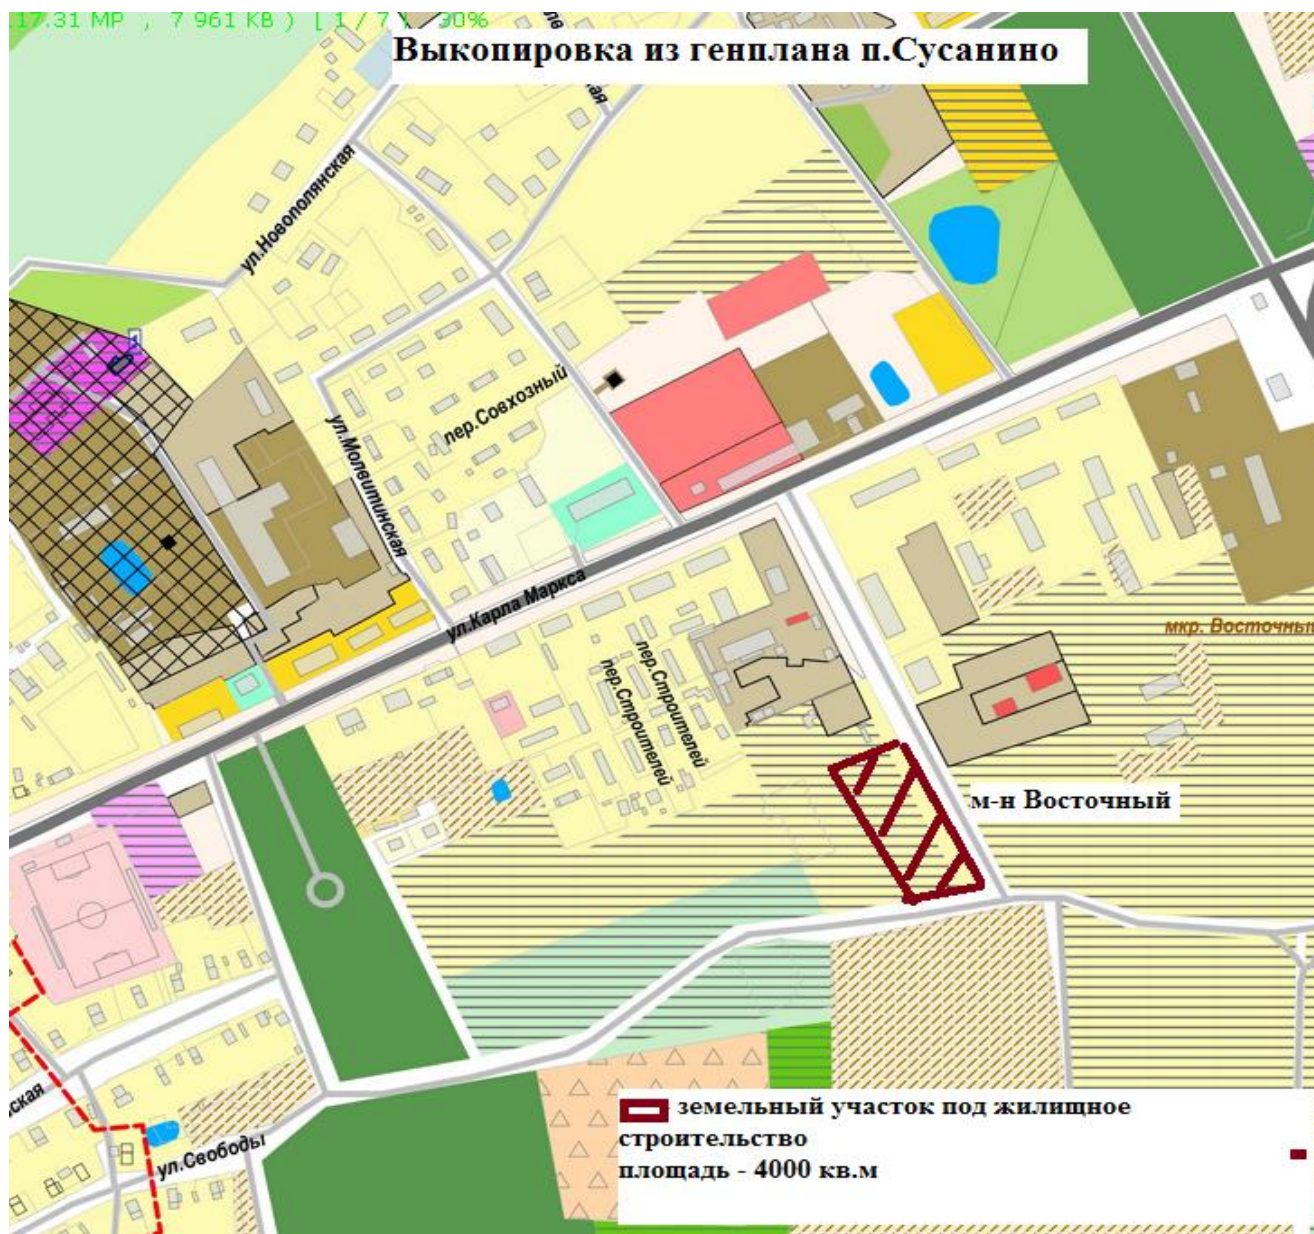 17.31 MP , 7 961 KB ) [ 1 / 7 ] 30%
Выкопировка из генплана п.Сусанино
ул.Новополянская
пер.Совхозный
ул.Молвитинская
ул.Карла Маркса
пер.Строителей
пер.Строителей
мкр. Восточный
м-н Восточный
земельный участок под жилищное
строительство
площадь - 4000 кв.м
ская
ул.Свободы